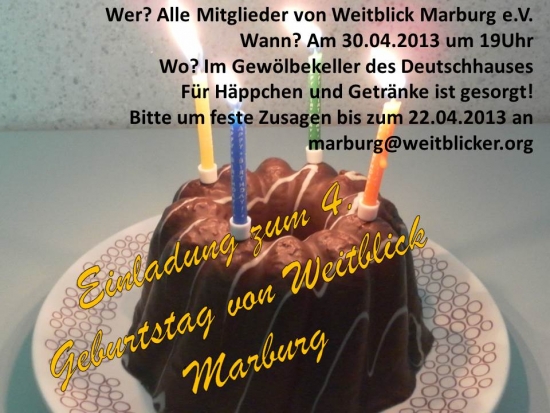 Wer? Alle Mitglieder von Weitblick Marburg e.V.
Wann? Am 30.04.2013 um 19Uhr
Wo? Im Gewölbekeller des Deutschhauses
Für Häppchen und Getränke ist gesorgt!
Bitte um feste Zusagen bis zum 22.04.2013 an
marburg@weitblicker.org
Einladung zum 4.
Geburtstag von Weitblick
Marburg